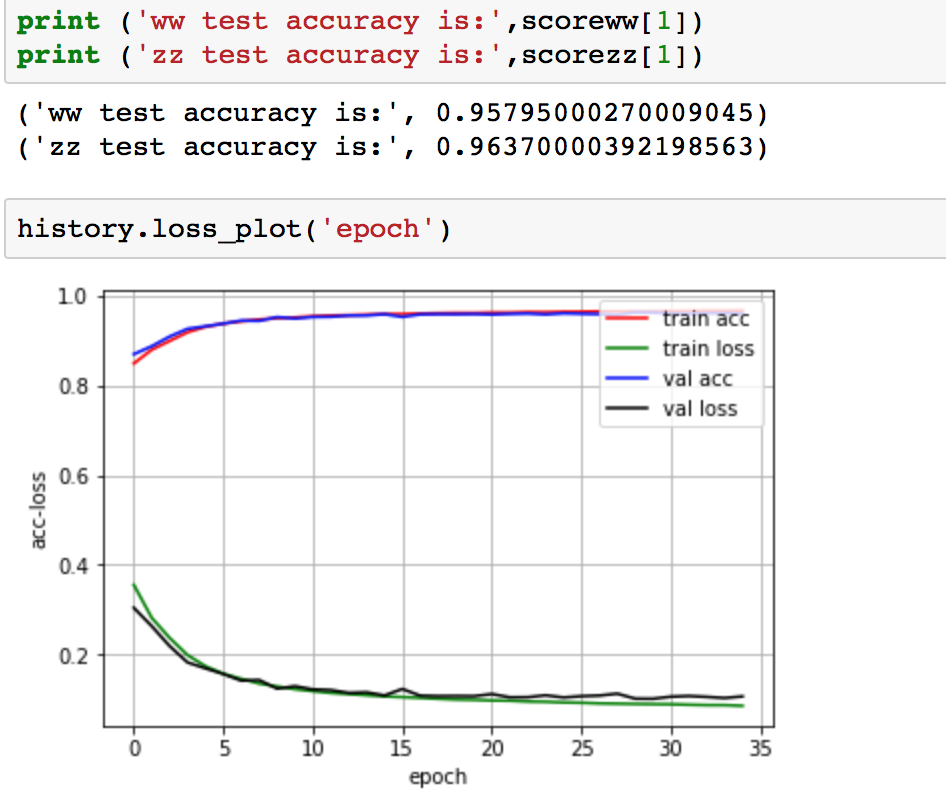 print ('ww test accuracy is:',scoreww[1])
print ('zz test accuracy is:',scorezz[1])
('ww test accuracy is:', 0.95795000270009045)
('zz test accuracy is:', 0.96370000392198563)
history.loss_plot('epoch')
1.0
0.8
0.6
0.4
0.2
acc-loss
train acc
train loss
val acc
val loss
0 5 10 15 20 25 30 35
epoch